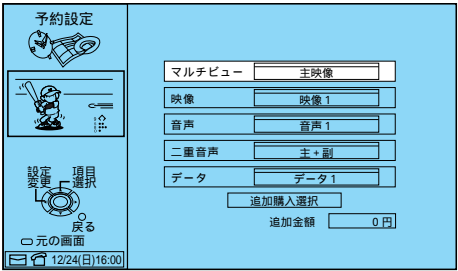 予約設定
マルチビュー 主映像
映像 映像1
音声 音声1
二重音声 主+副
データ データ1
追加購入選択
追加金額 0円
設定 項目
変更 選択
戻る
元の画面
12/24(日)16:00